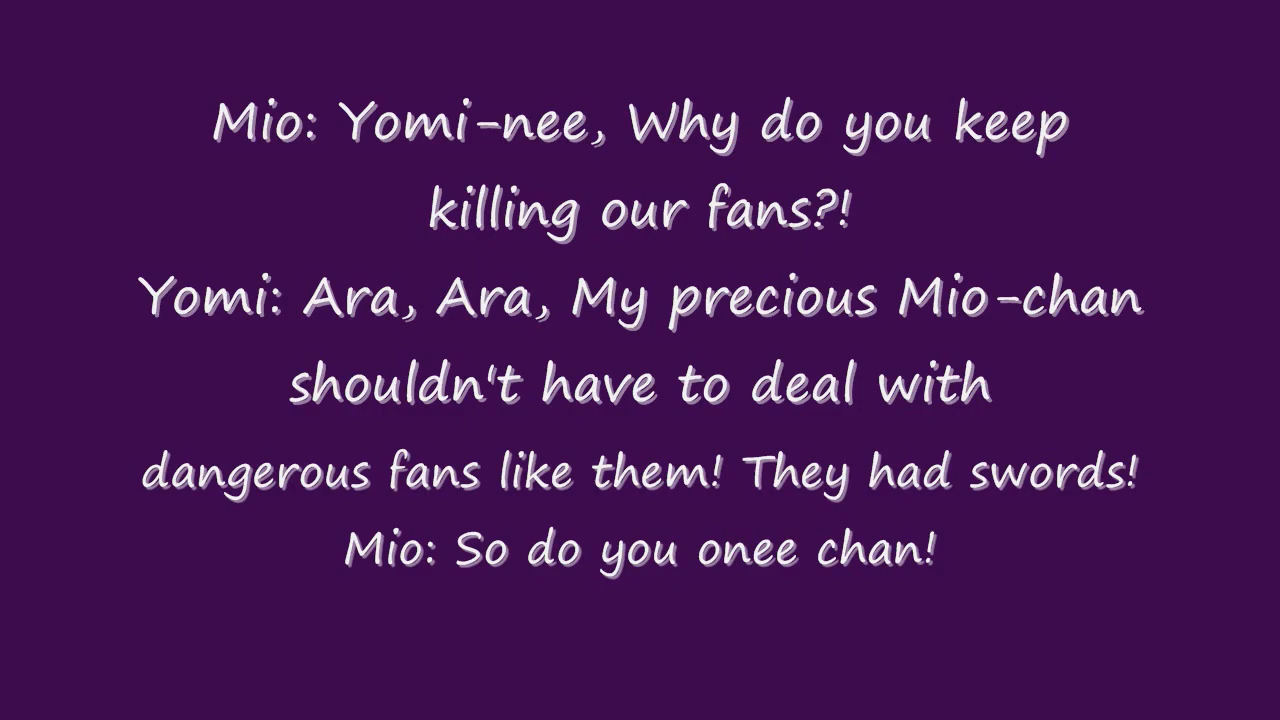 Mio: Yomi-nee, Why do you keep
killing our fans?!
Yomi: Ara, Ara, My precious Mio-chan
shouldn't have to deal with
dangerous fans like them! They had swords!
Mio: So do you onee chan!